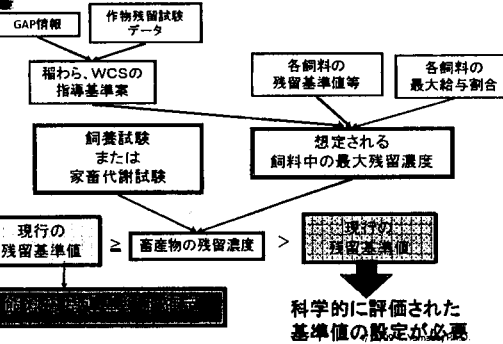 GAP情報
作物残留試験
データ
稲わら、WCSの
指導基準案
各飼料の
残留基準値等
各飼料の
最大給与割合
飼養試験
または
家畜代謝試験
想定される
飼料中の最大残留濃度
現行の
残留基準値
≧
畜産物の残留濃度
>
現行の
残留基準値
科学的に評価された
基準値の設定が必要